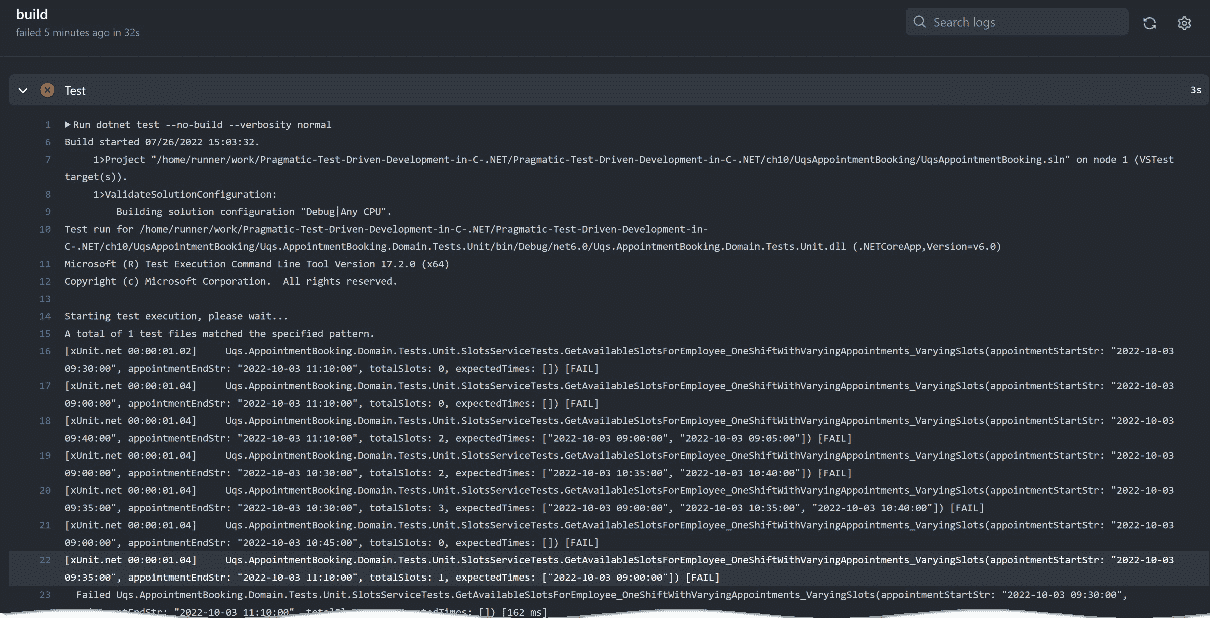 build
failed 5 minutes ago in 32s
Search logs
Test
3s
1 Run dotnet test --no-build --verbosity normal
6 Build started 07/26/2022 15:03:32.
7 1>Project "/home/runner/work/Pragmatic-Test-Driven-Development-in-C-.NET/Pragmatic-Test-Driven-Development-in-C-.NET/ch10/UqsAppointmentBooking/UqsAppointmentBooking.sln" on node 1 (VSTest
target(s)).
8 1>ValidateSolutionConfiguration:
9 Building solution configuration "Debug|Any CPU".
10 Test run for /home/runner/work/Pragmatic-Test-Driven-Development-in-C-.NET/Pragmatic-Test-Driven-Development-in-
C-.NET/ch10/UqsAppointmentBooking/Uqs.AppointmentBooking.Domain.Tests.Unit/bin/Debug/net6.0/Uqs.AppointmentBooking.Domain.Tests.Unit.dll (.NETCoreApp,Version=v6.0)
11 Microsoft (R) Test Execution Command Line Tool Version 17.2.0 (x64)
12 Copyright (c) Microsoft Corporation. All rights reserved.
13
14 Starting test execution, please wait...
15 A total of 1 test files matched the specified pattern.
16 [xUnit.net 00:00:01.02] Uqs.AppointmentBooking.Domain.Tests.Unit.SlotsServiceTests.GetAvailableSlotsForEmployee_OneShiftWithVaryingAppointments_VaryingSlots(appointmentStartStr: "2022-10-03
09:30:00", appointmentEndStr: "2022-10-03 11:10:00", totalSlots: 0, expectedTimes: []) [FAIL]
17 [xUnit.net 00:00:01.04] Uqs.AppointmentBooking.Domain.Tests.Unit.SlotsServiceTests.GetAvailableSlotsForEmployee_OneShiftWithVaryingAppointments_VaryingSlots(appointmentStartStr: "2022-10-03
09:00:00", appointmentEndStr: "2022-10-03 11:10:00", totalSlots: 0, expectedTimes: []) [FAIL]
18 [xUnit.net 00:00:01.04] Uqs.AppointmentBooking.Domain.Tests.Unit.SlotsServiceTests.GetAvailableSlotsForEmployee_OneShiftWithVaryingAppointments_VaryingSlots(appointmentStartStr: "2022-10-03
09:40:00", appointmentEndStr: "2022-10-03 11:10:00", totalSlots: 2, expectedTimes: ["2022-10-03 09:00:00", "2022-10-03 09:05:00"]) [FAIL]
19 [xUnit.net 00:00:01.04] Uqs.AppointmentBooking.Domain.Tests.Unit.SlotsServiceTests.GetAvailableSlotsForEmployee_OneShiftWithVaryingAppointments_VaryingSlots(appointmentStartStr: "2022-10-03
09:00:00", appointmentEndStr: "2022-10-03 10:30:00", totalSlots: 2, expectedTimes: ["2022-10-03 10:35:00", "2022-10-03 10:40:00"]) [FAIL]
20 [xUnit.net 00:00:01.04] Uqs.AppointmentBooking.Domain.Tests.Unit.SlotsServiceTests.GetAvailableSlotsForEmployee_OneShiftWithVaryingAppointments_VaryingSlots(appointmentStartStr: "2022-10-03
09:35:00", appointmentEndStr: "2022-10-03 10:30:00", totalSlots: 3, expectedTimes: ["2022-10-03 09:00:00", "2022-10-03 10:35:00", "2022-10-03 10:40:00"]) [FAIL]
21 [xUnit.net 00:00:01.04] Uqs.AppointmentBooking.Domain.Tests.Unit.SlotsServiceTests.GetAvailableSlotsForEmployee_OneShiftWithVaryingAppointments_VaryingSlots(appointmentStartStr: "2022-10-03
09:00:00", appointmentEndStr: "2022-10-03 10:45:00", totalSlots: 0, expectedTimes: []) [FAIL]
22 [xUnit.net 00:00:01.04] Uqs.AppointmentBooking.Domain.Tests.Unit.SlotsServiceTests.GetAvailableSlotsForEmployee_OneShiftWithVaryingAppointments_VaryingSlots(appointmentStartStr: "2022-10-03
09:35:00", appointmentEndStr: "2022-10-03 11:10:00", totalSlots: 1, expectedTimes: ["2022-10-03 09:00:00"]) [FAIL]
23 Failed Uqs.AppointmentBooking.Domain.Tests.Unit.SlotsServiceTests.GetAvailableSlotsForEmployee_OneShiftWithVaryingAppointments_VaryingSlots(appointmentStartStr: "2022-10-03 09:30:00",
"2022-10-03 11:10:00", []) [162 ms]